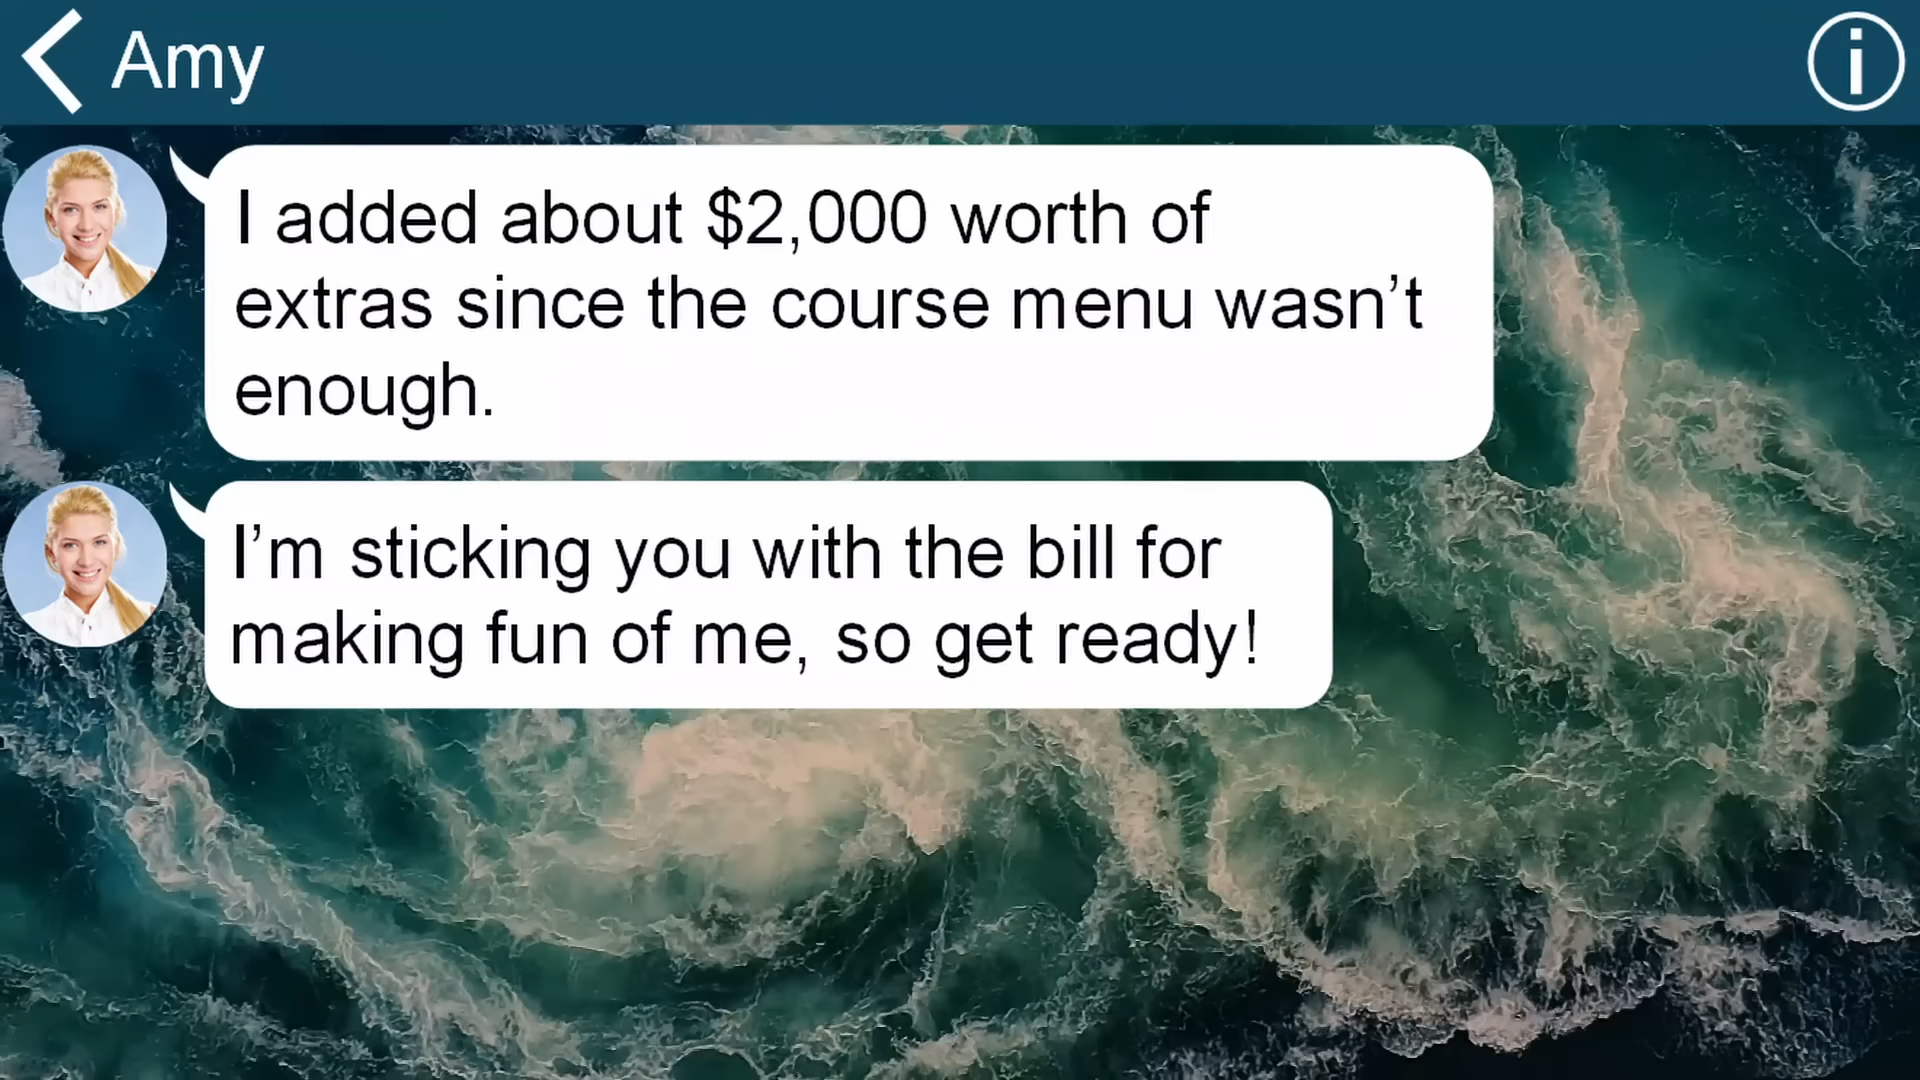 Amy
I added about $2,000 worth of
extras since the course menu wasn’t
enough.
I’m sticking you with the bill for
making fun of me, so get ready!